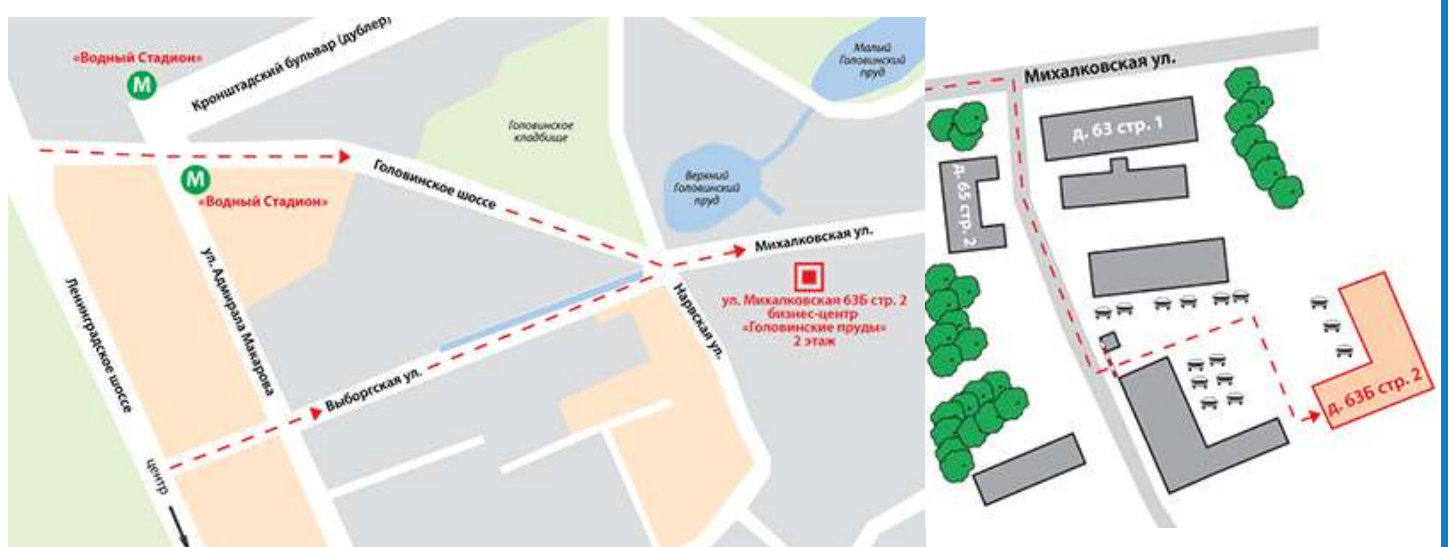 «Водный Стадион»
М
Кронштадский бульвар (дублер)
Малый
Головинский
пруд
Головинское
кладбище
М
«Водный Стадион»
Головинское шоссе
Верхний
Головинский
пруд
Михалковская ул.
ул. Михалковская 63Б стр. 2
бизнес-центр
«Головинские пруды»
2 этаж
Ленинградское шоссе
ул. Адмирала Макарова
Нарвская ул.
Выборгская ул.
центр
Михалковская ул.
д. 63 стр. 1
д. 65 стр. 2
д. 63Б стр. 2